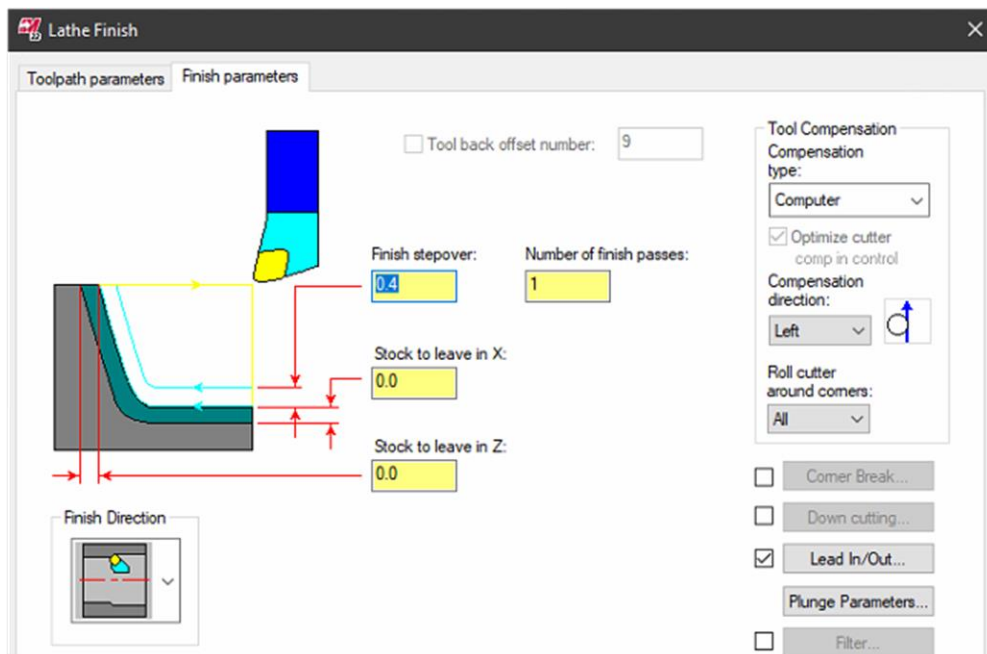 Lathe Finish
Toolpath parameters
Finish parameters
Tool back offset number:
9
Finish stepover:
0.4
Number of finish passes:
1
Stock to leave in X:
0.0
Stock to leave in Z:
0.0
Finish Direction
Tool Compensation
Compensation
type:
Computer
Optimize cutter
comp in control
Compensation
direction:
Left
Roll cutter
around corners:
All
Corner Break...
Down cutting...
Lead In/Out...
Plunge Parameters...
Filter...